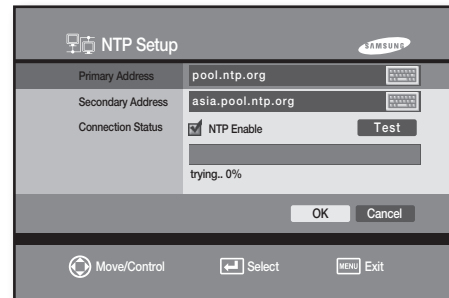 NTP Setup
SAMSUNG
Primary Address pool.ntp.org
Secondary Address asia.pool.ntp.org
Connection Status NTP Enable Test
trying.. 0%
OK Cancel
Move/Control Select MENU Exit